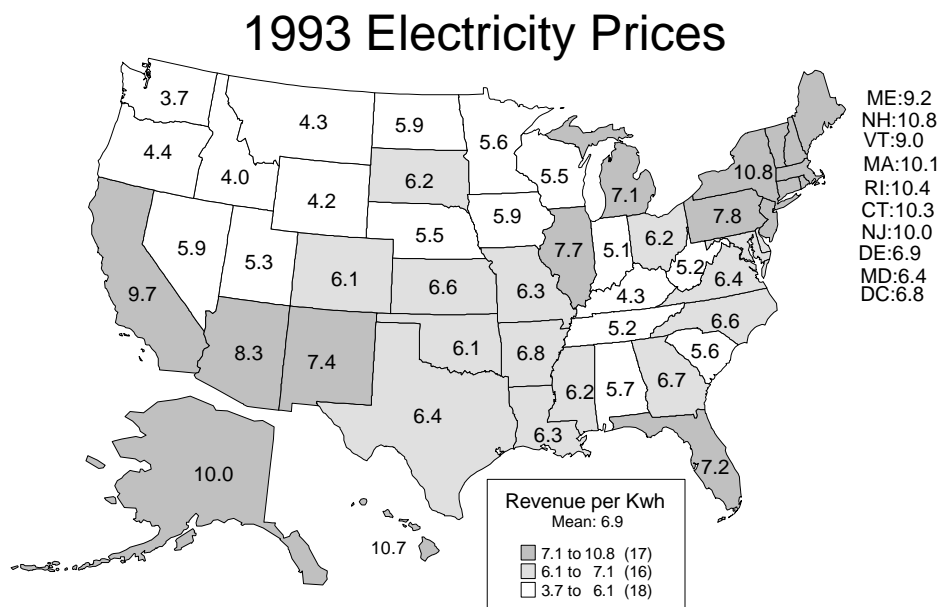 1993 Electricity Prices
3.7
4.3
5.9
5.6
4.4
4.0
4.2
6.2
5.5
7.1
10.8
7.8
5.9
5.3
6.1
5.5
5.9
7.7
5.1
6.2
5.2
6.4
9.7
6.6
6.3
4.3
5.2
6.6
8.3
7.4
6.1
6.8
5.6
6.4
6.3
6.2
5.7
6.7
7.2
10.0
10.7
ME:9.2
NH:10.8
VT:9.0
MA:10.1
RI:10.4
CT:10.3
NJ:10.0
DE:6.9
MD:6.4
DC:6.8
Revenue per Kwh
Mean: 6.9
7.1 to 10.8 (17)
6.1 to 7.1 (16)
3.7 to 6.1 (18)